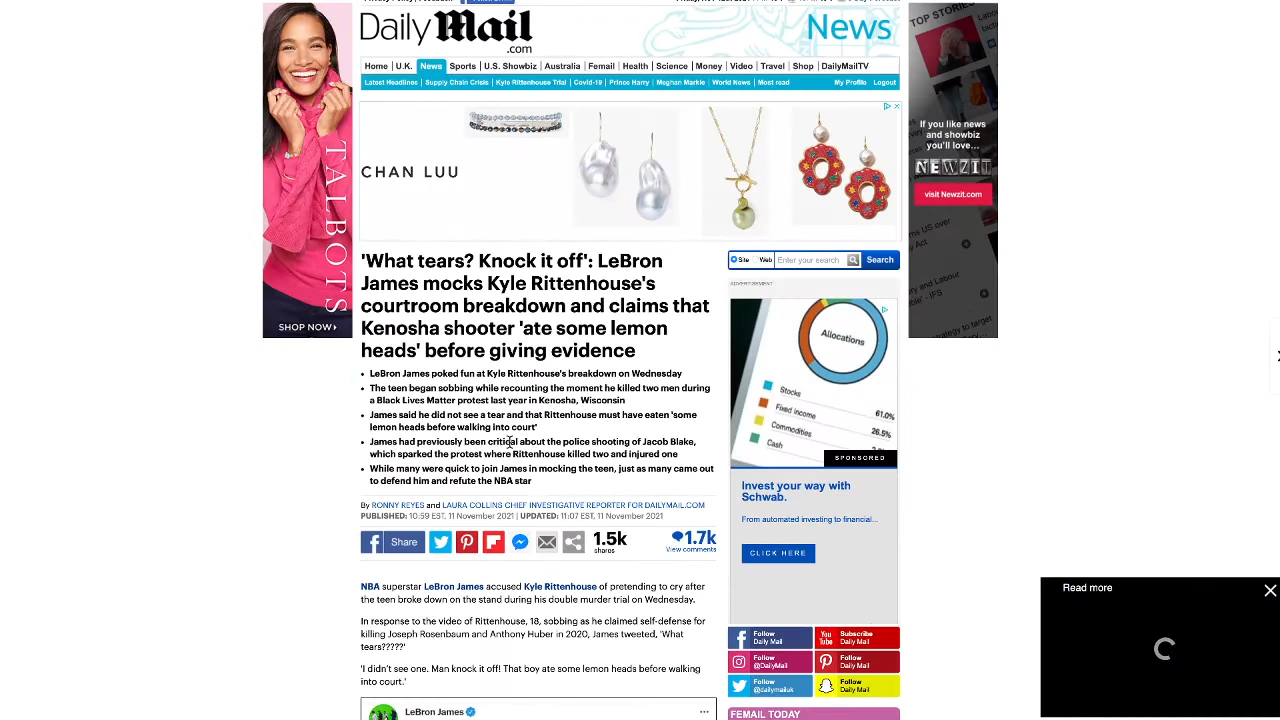 Daily Mail
.com
News
Home U.K. News Sports U.S. Showbiz Australia Femail Health Science Money Video Travel Shop DailyMailTV
Latest Headlines Supply Chain Crisis Kyle Rittenhouse Trial Covid-19 Prince Harry Meghan Markle World News Most read My Profile Logout
TALBOTS
SHOP NOW
CHAN LUU
TOP STORIES
If you like news
and showbiz
you'll love...
NEWZIT
visit Newzit.com
'What tears? Knock it off': LeBron
James mocks Kyle Rittenhouse's
courtroom breakdown and claims that
Kenosha shooter 'ate some lemon
heads' before giving evidence
• LeBron James poked fun at Kyle Rittenhouse's breakdown on Wednesday
• The teen began sobbing while recounting the moment he killed two men during
a Black Lives Matter protest last year in Kenosha, Wisconsin
• James said he did not see a tear and that Rittenhouse must have eaten 'some
lemon heads before walking into court'
• James had previously been critical about the police shooting of Jacob Blake,
which sparked the protest where Rittenhouse killed two and injured one
• While many were quick to join James in mocking the teen, just as many came out
to defend him and refute the NBA star
By RONNY REYES and LAURA COLLINS CHIEF INVESTIGATIVE REPORTER FOR DAILYMAIL.COM
PUBLISHED: 10:59 EST, 11 November 2021 | UPDATED: 11:07 EST, 11 November 2021
Share
1.5k
shares
1.7k
View comments
NBA superstar LeBron James accused Kyle Rittenhouse of pretending to cry after
the teen broke down on the stand during his double murder trial on Wednesday.
In response to the video of Rittenhouse, 18, sobbing as he claimed self-defense for
killing Joseph Rosenbaum and Anthony Huber in 2020, James tweeted, 'What
tears?????'
'I didn't see one. Man knock it off! That boy ate some lemon heads before walking
into court.'
LeBron James
Site Web Enter your search Search
ADVERTISEMENT
Allocations
Stocks 61.0%
Fixed income 26.5%
Commodities
Cash
SPONSORED
Invest your way with
Schwab.
From automated investing to financial...
CLICK HERE
Follow
Daily Mail
Subscribe
Daily Mail
Follow
@DailyMail
Follow
Daily Mail
Follow
@dailymailuk
Follow
Daily Mail
FEMAIL TODAY
Read more